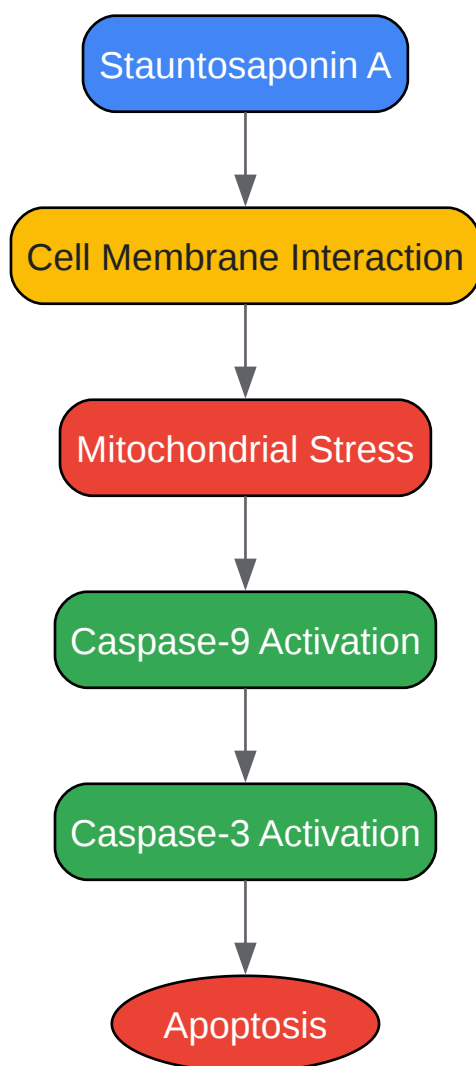 Stauntosaponin A
Cell Membrane Interaction
Mitochondrial Stress
Caspase-9 Activation
Caspase-3 Activation
Apoptosis